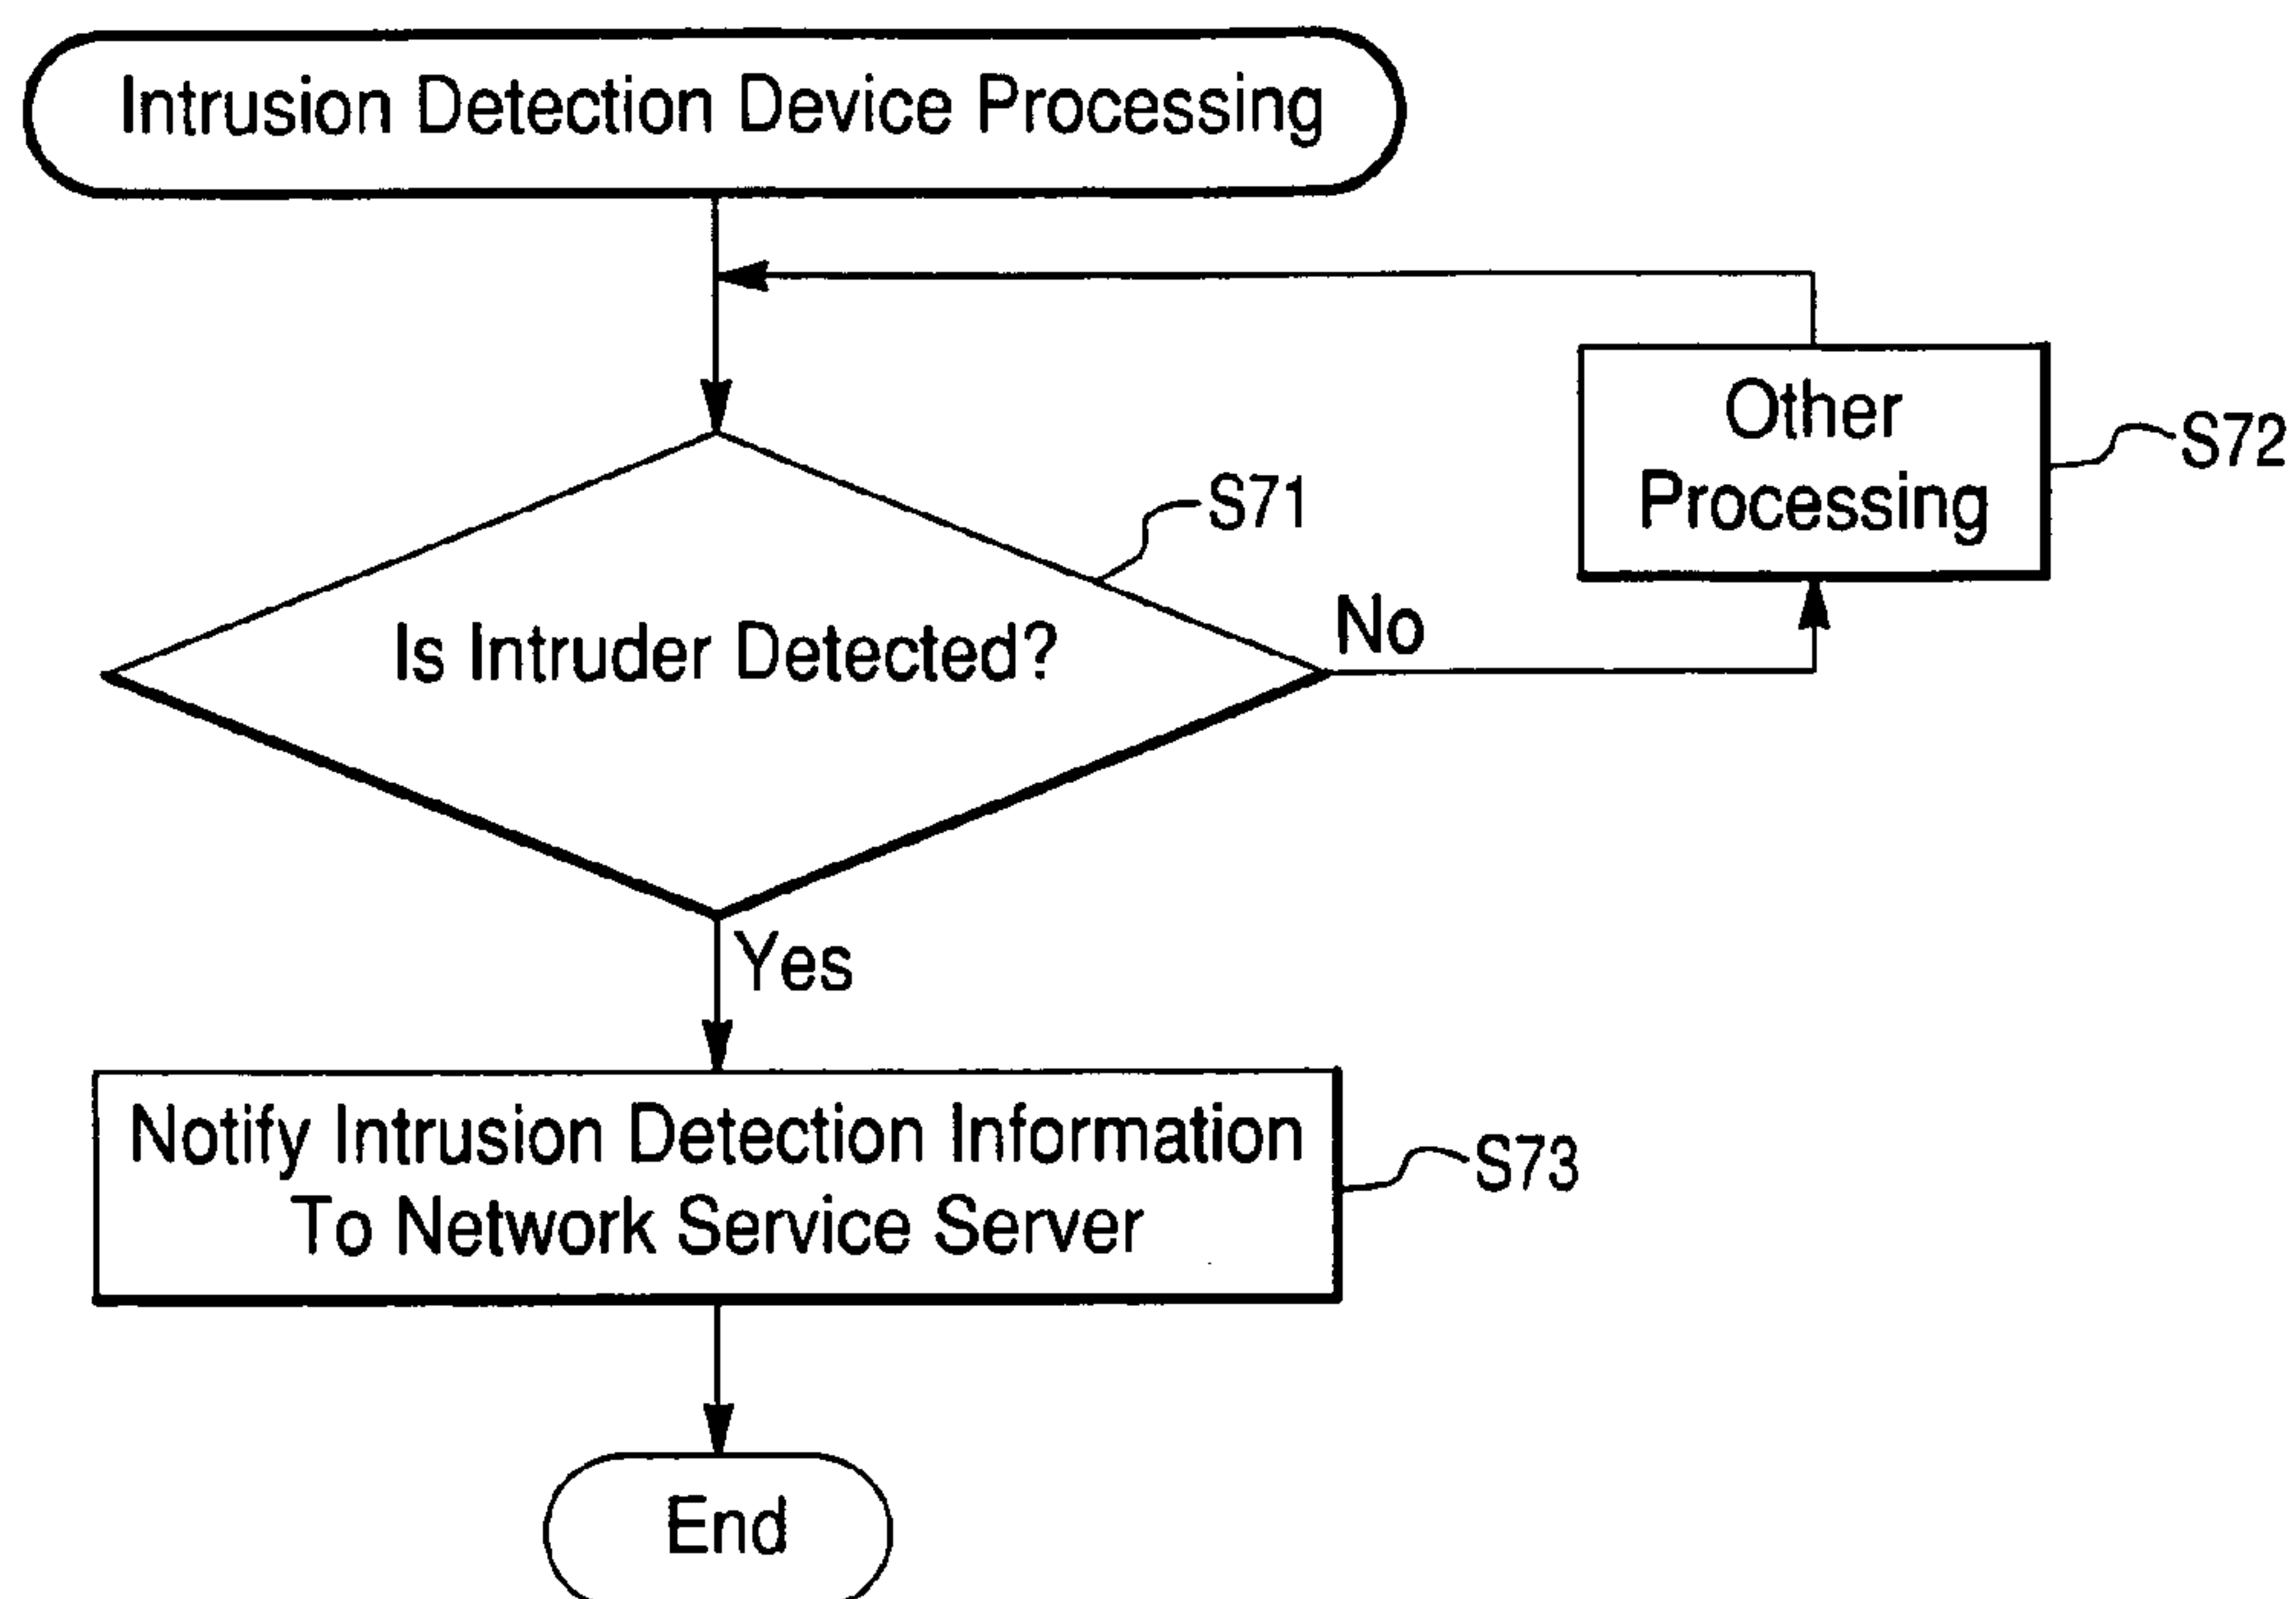 Intrusion Detection Device Processing
Other
Processing
S72
S71
Is Intruder Detected?
No
Yes
Notify Intrusion Detection Information
To Network Service Server
S73
End